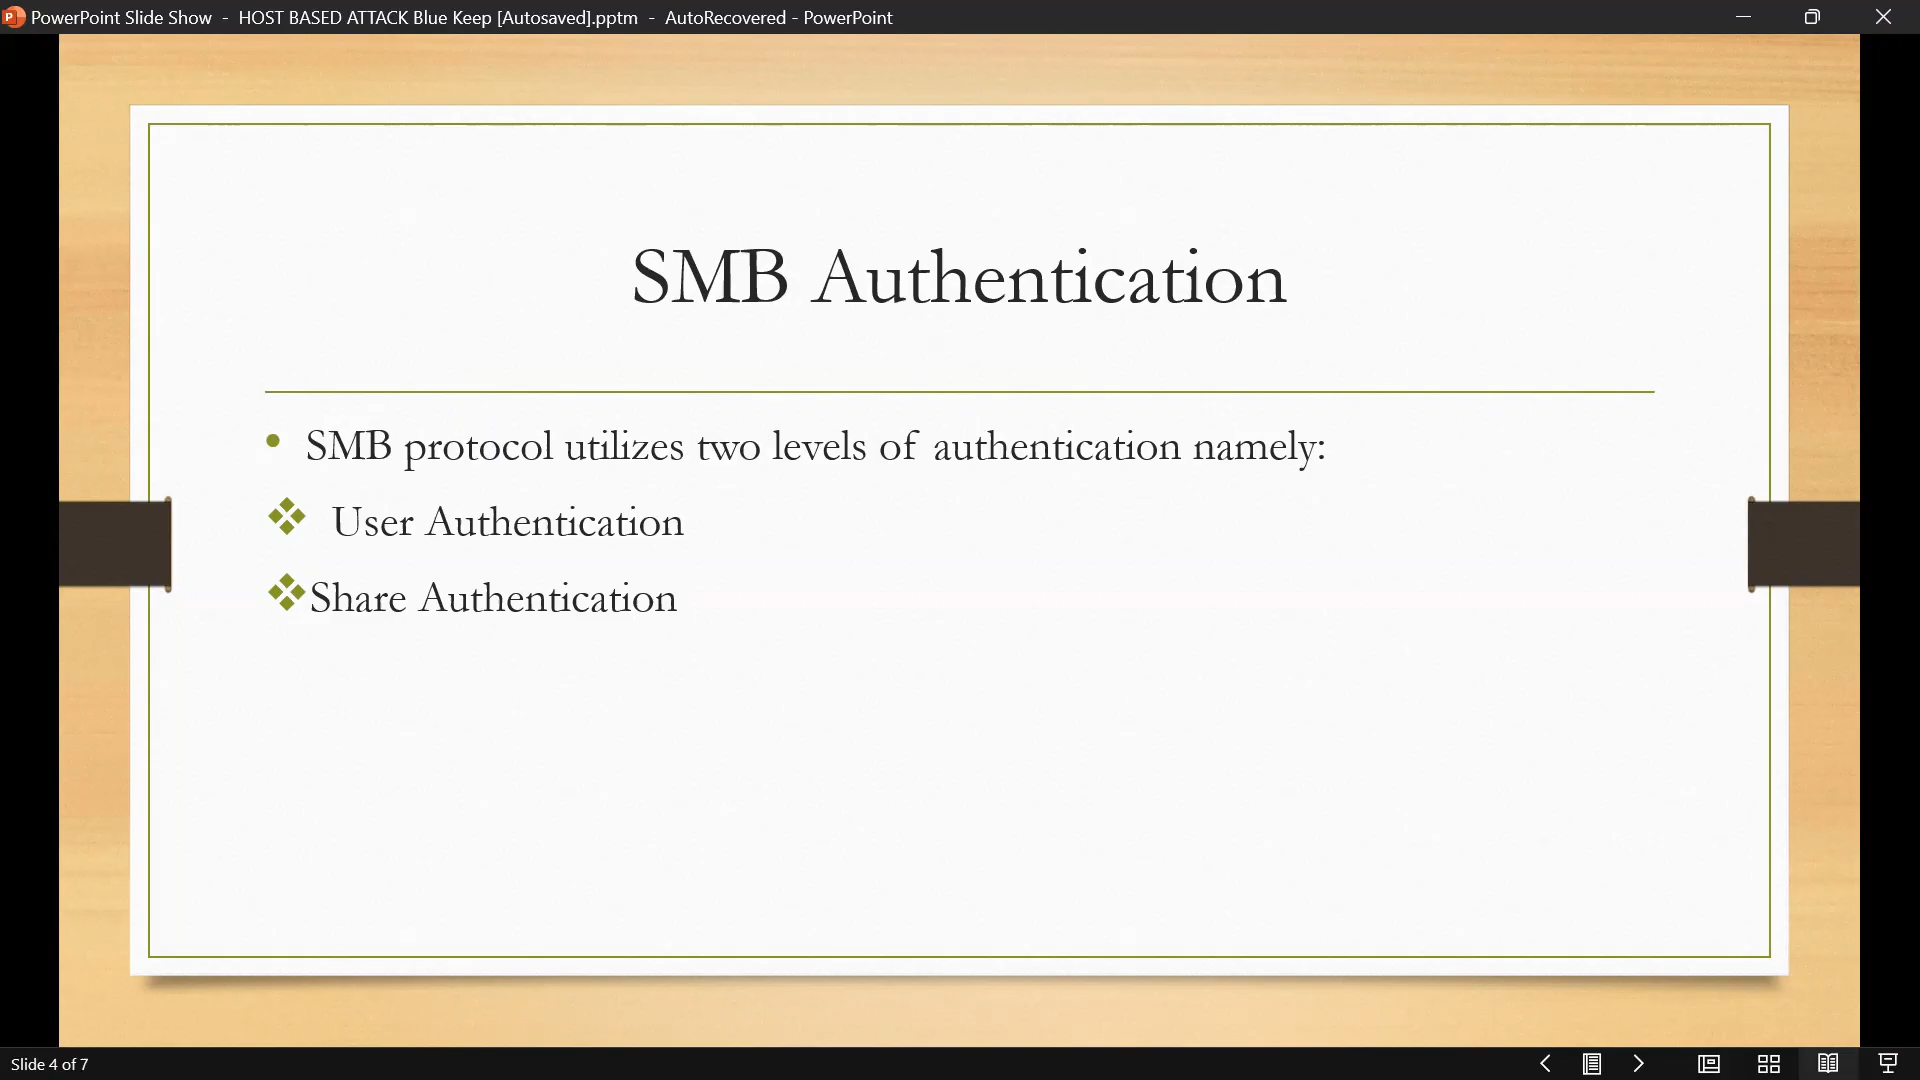 PowerPoint Slide Show - HOST BASED ATTACK Blue Keep [Autosaved].pptm - AutoRecovered - PowerPoint
SMB Authentication
• SMB protocol utilizes two levels of authentication namely:
❖ User Authentication
❖Share Authentication
Slide 4 of 7